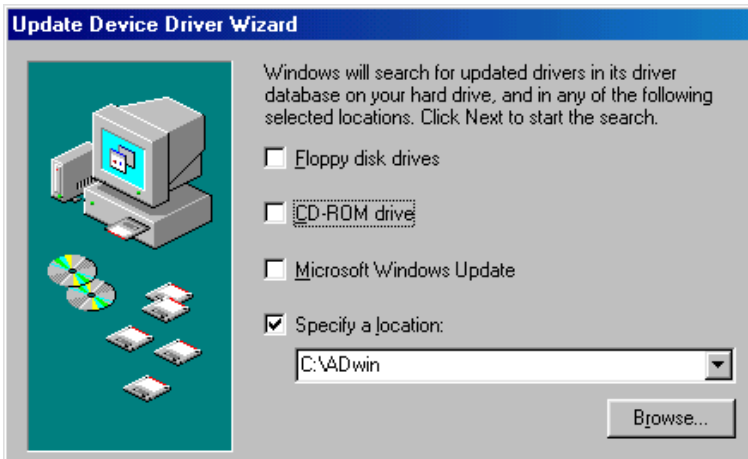 Update Device Driver Wizard
Windows will search for updated drivers in its driver
database on your hard drive, and in any of the following
selected locations. Click Next to start the search.
Floppy disk drives
CD-ROM drive
Microsoft Windows Update
Specify a location:
C:\ADwin
Browse...